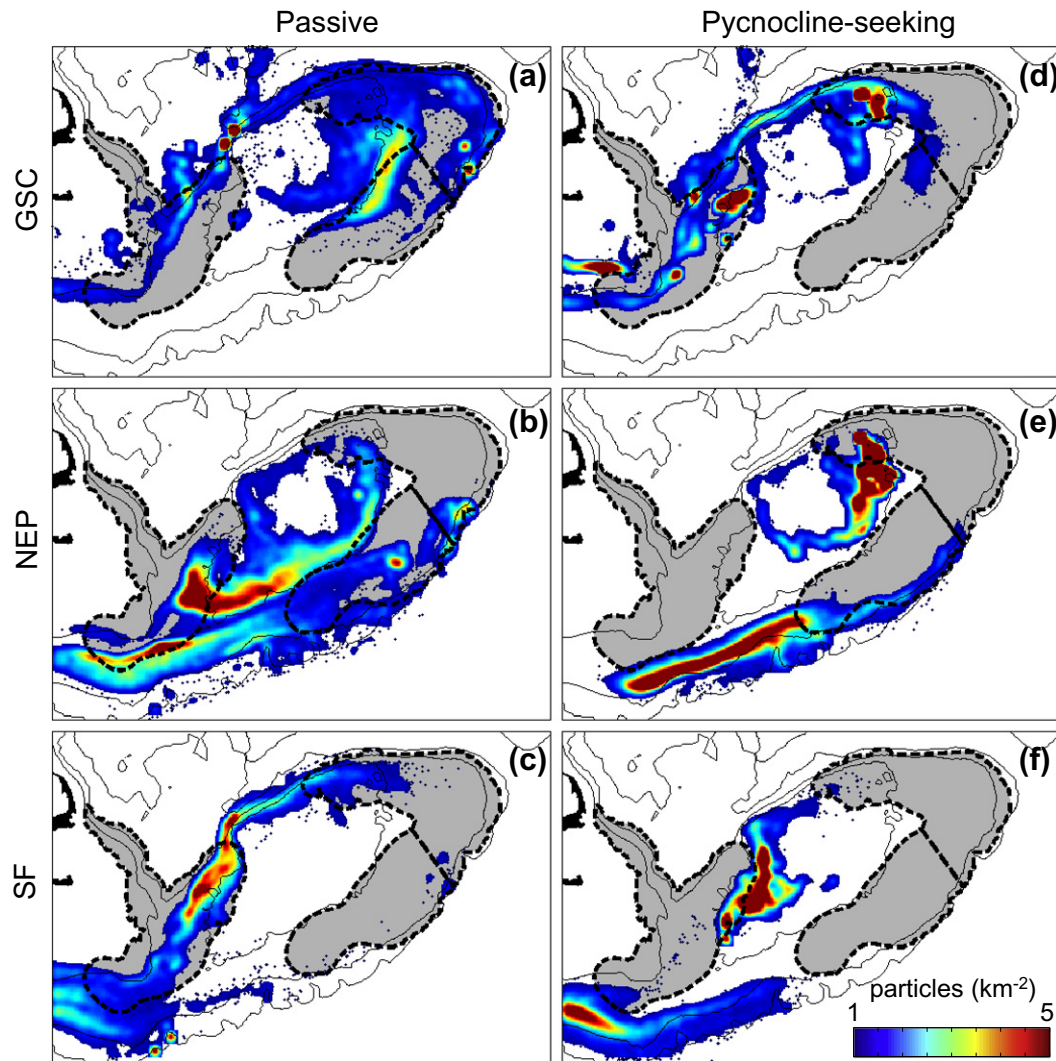 Passive Pycnocline-seeking
GSC (a) (d)
NEP (b) (e)
SF (c) (f)
particles (km-2)
1 5